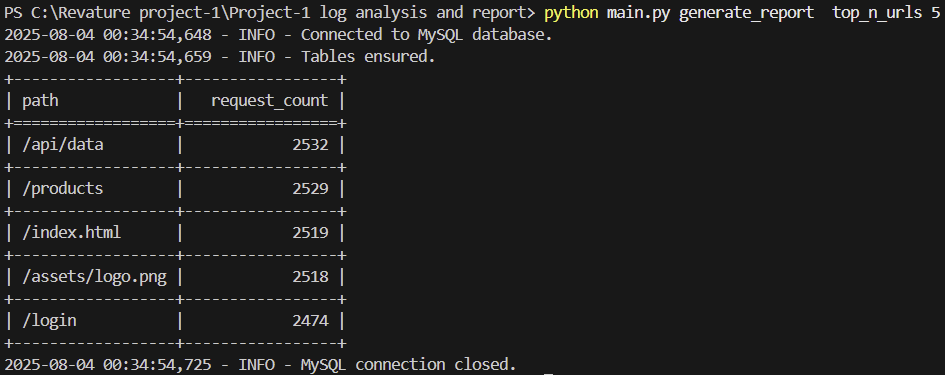 PS C:\Revature project-1\Project-1 log analysis and report> python main.py generate_report  top_n_urls 5
2025-08-04 00:34:54,648 - INFO - Connected to MySQL database.
2025-08-04 00:34:54,659 - INFO - Tables ensured.
+------------------+-----------------+
| path             |   request_count |
+==================+=================+
| /api/data        |            2532 |
+------------------+-----------------+
| /products        |            2529 |
+------------------+-----------------+
| /index.html      |            2519 |
+------------------+-----------------+
| /assets/logo.png |            2518 |
+------------------+-----------------+
| /login           |            2474 |
+------------------+-----------------+
2025-08-04 00:34:54,725 - INFO - MySQL connection closed.